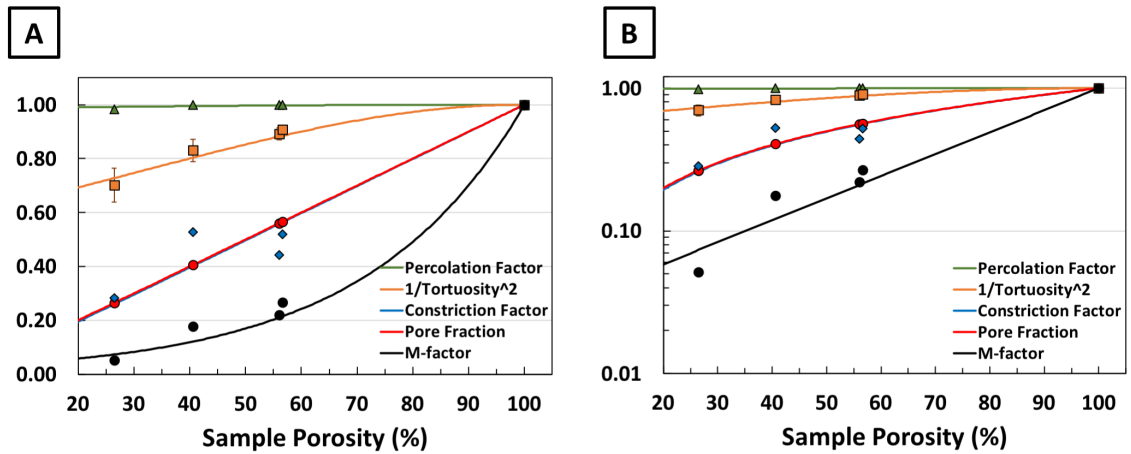 A
1.00
0.80
0.60
0.40
0.20
0.00
20 30 40 50 60 70 80 90 100
Sample Porosity (%)
Percolation Factor
1/Tortuosity^2
Constriction Factor
Pore Fraction
M-factor
B
1.00
0.10
0.01
20 30 40 50 60 70 80 90 100
Sample Porosity (%)
Percolation Factor
1/Tortuosity^2
Constriction Factor
Pore Fraction
M-factor